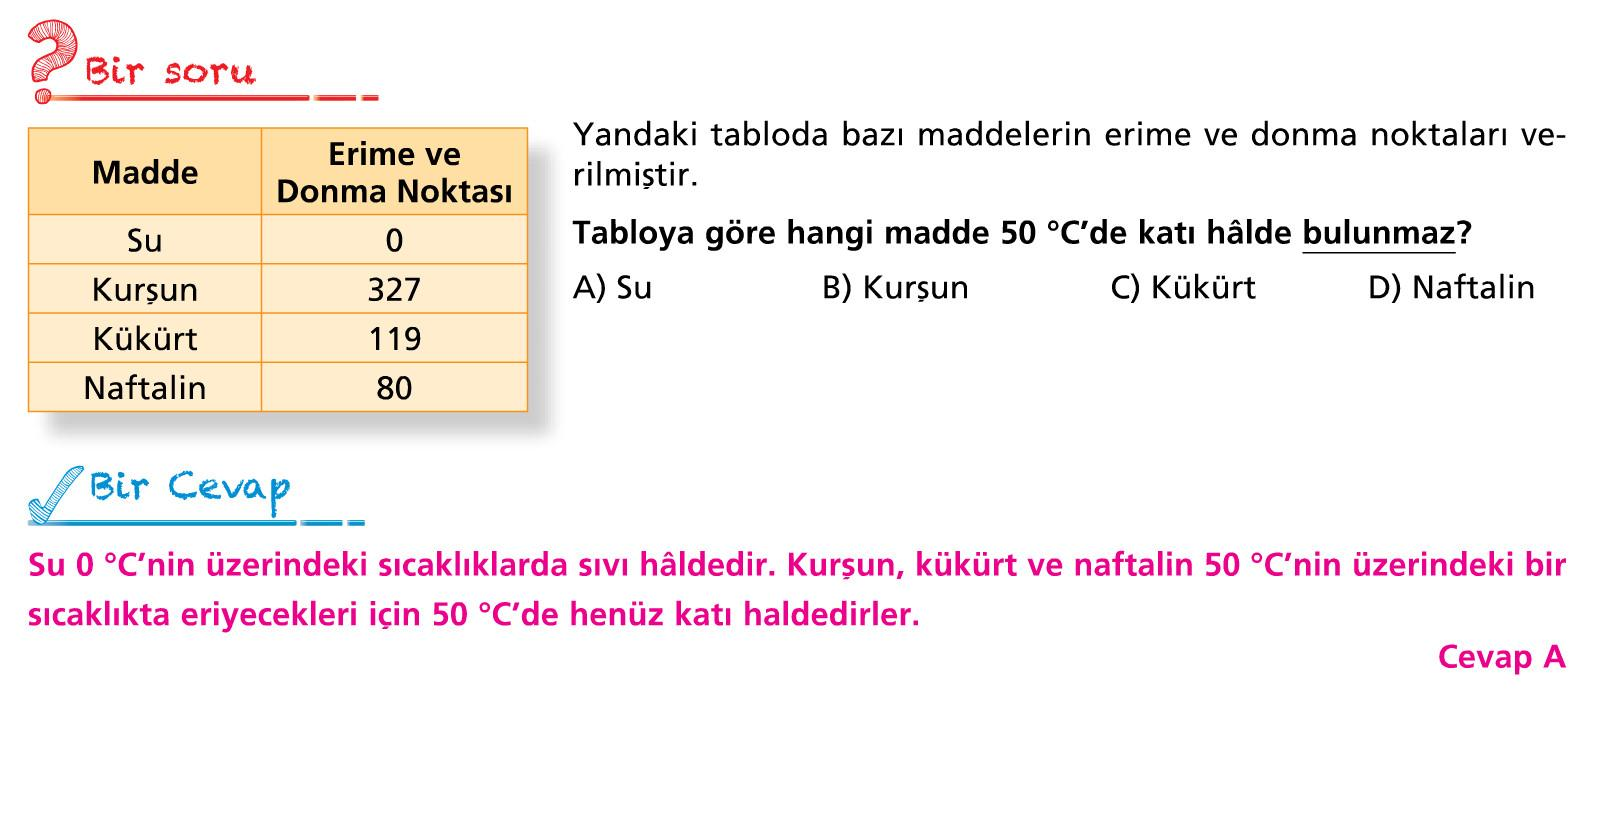 Bir soru
Madde
Erime ve
Donma Noktası
Su 0
Kurşun 327
Kükürt 119
Naftalin 80
Yandaki tabloda bazı maddelerin erime ve donma noktaları ve-
rilmiştir.
Tabloya göre hangi madde 50 °C’de katı hâlde bulunmaz?
A) Su B) Kurşun C) Kükürt D) Naftalin
Bir Cevap
Su 0 °C’nin üzerindeki sıcaklıklarda sıvı hâldedir. Kurşun, kükürt ve naftalin 50 °C’nin üzerindeki bir
sıcaklıkta eriyecekleri için 50 °C’de henüz katı haldedirler.
Cevap A